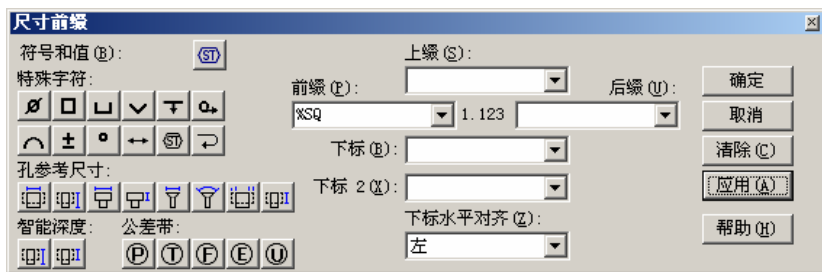 尺寸前缀
符号和值(B):
ST
上缀(S):
特殊字符:
前缀(P):
后缀(U):
确定
%SQ
1.123
取消
ST
下标(B):
清除(C)
孔参考尺寸:
下标 2(X):
应用(A)
智能深度:
公差带:
下标水平对齐(Z):
帮助(H)
P T F E U
左